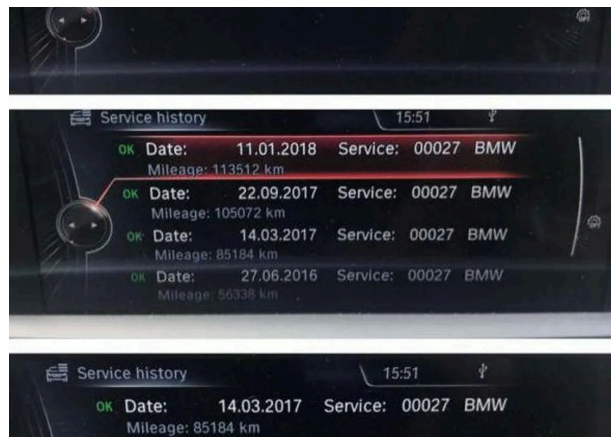 Service history 15:51
OK Date: 11.01.2018 Service: 00027 BMW
Mileage: 113512 km
OK Date: 22.09.2017 Service: 00027 BMW
Mileage: 105072 km
OK Date: 14.03.2017 Service: 00027 BMW
Mileage: 85184 km
OK Date: 27.06.2016 Service: 00027 BMW
Mileage: 56338 km
Service history 15:51
OK Date: 14.03.2017 Service: 00027 BMW
Mileage: 85184 km